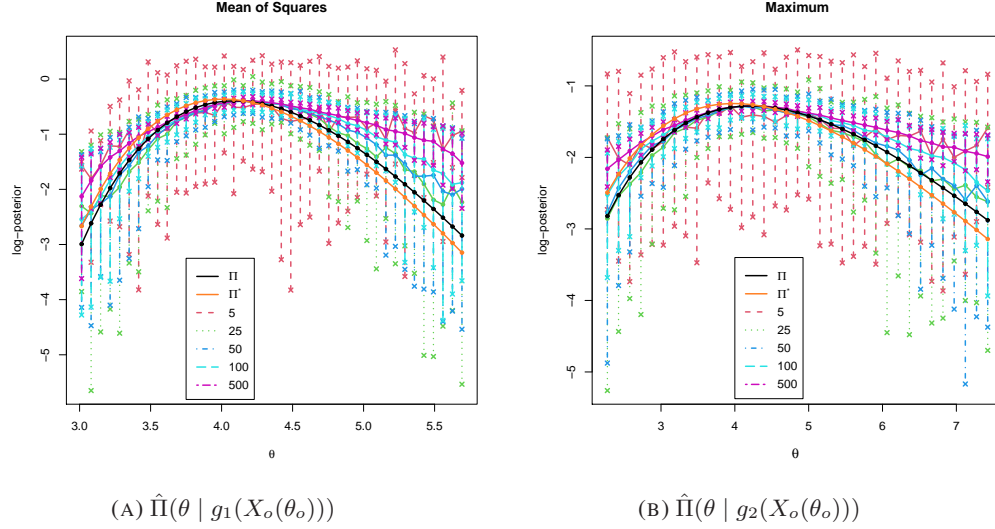 Mean of Squares
log-posterior
0
−1
−2
−3
−4
−5
Π
Π*
5
25
50
100
500
3.0 3.5 4.0 4.5 5.0 5.5
θ
(A) Π̂(θ | g₁(Xₒ(θₒ)))
Maximum
log-posterior
−1
−2
−3
−4
−5
Π
Π*
5
25
50
100
500
3 4 5 6 7
θ
(B) Π̂(θ | g₂(Xₒ(θₒ)))